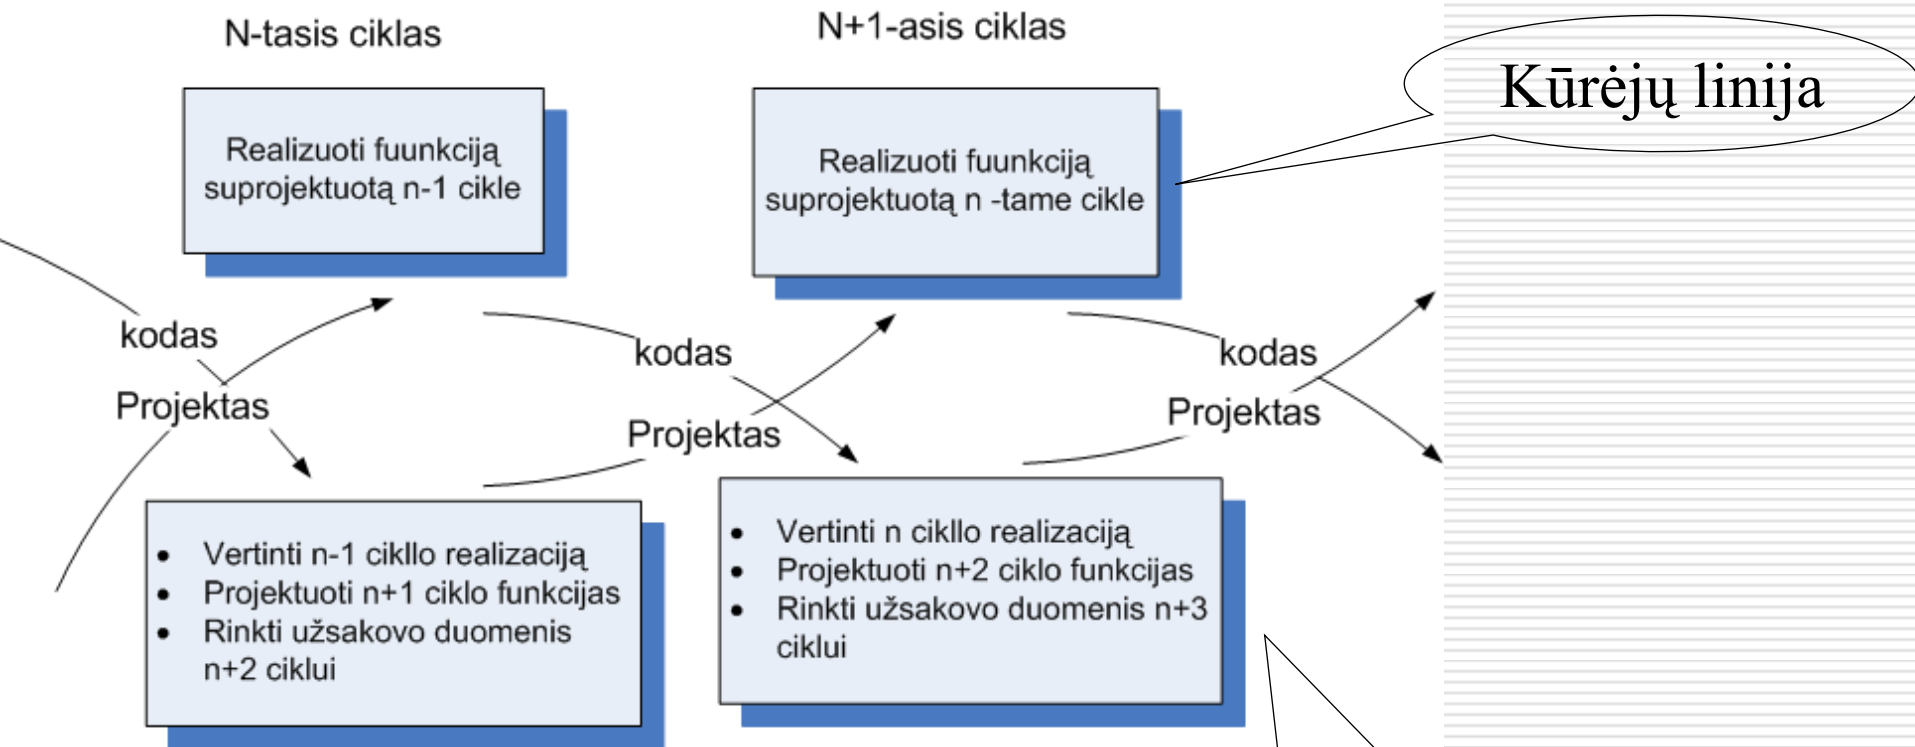 N-tasis ciklas
N+1-asis ciklas
Kūrėjų linija
Realizuoti fuunkciją
suprojektuotą n-1 cikle
Realizuoti fuunkciją
suprojektuotą n -tame cikle
kodas
Projektas
kodas
Projektas
kodas
Projektas
• Vertinti n-1 cikllo realizaciją
• Projektuoti n+1 ciklo funkcijas
• Rinkti užsakovo duomenis
n+2 ciklui
• Vertinti n cikllo realizaciją
• Projektuoti n+2 ciklo funkcijas
• Rinkti užsakovo duomenis n+3
ciklui